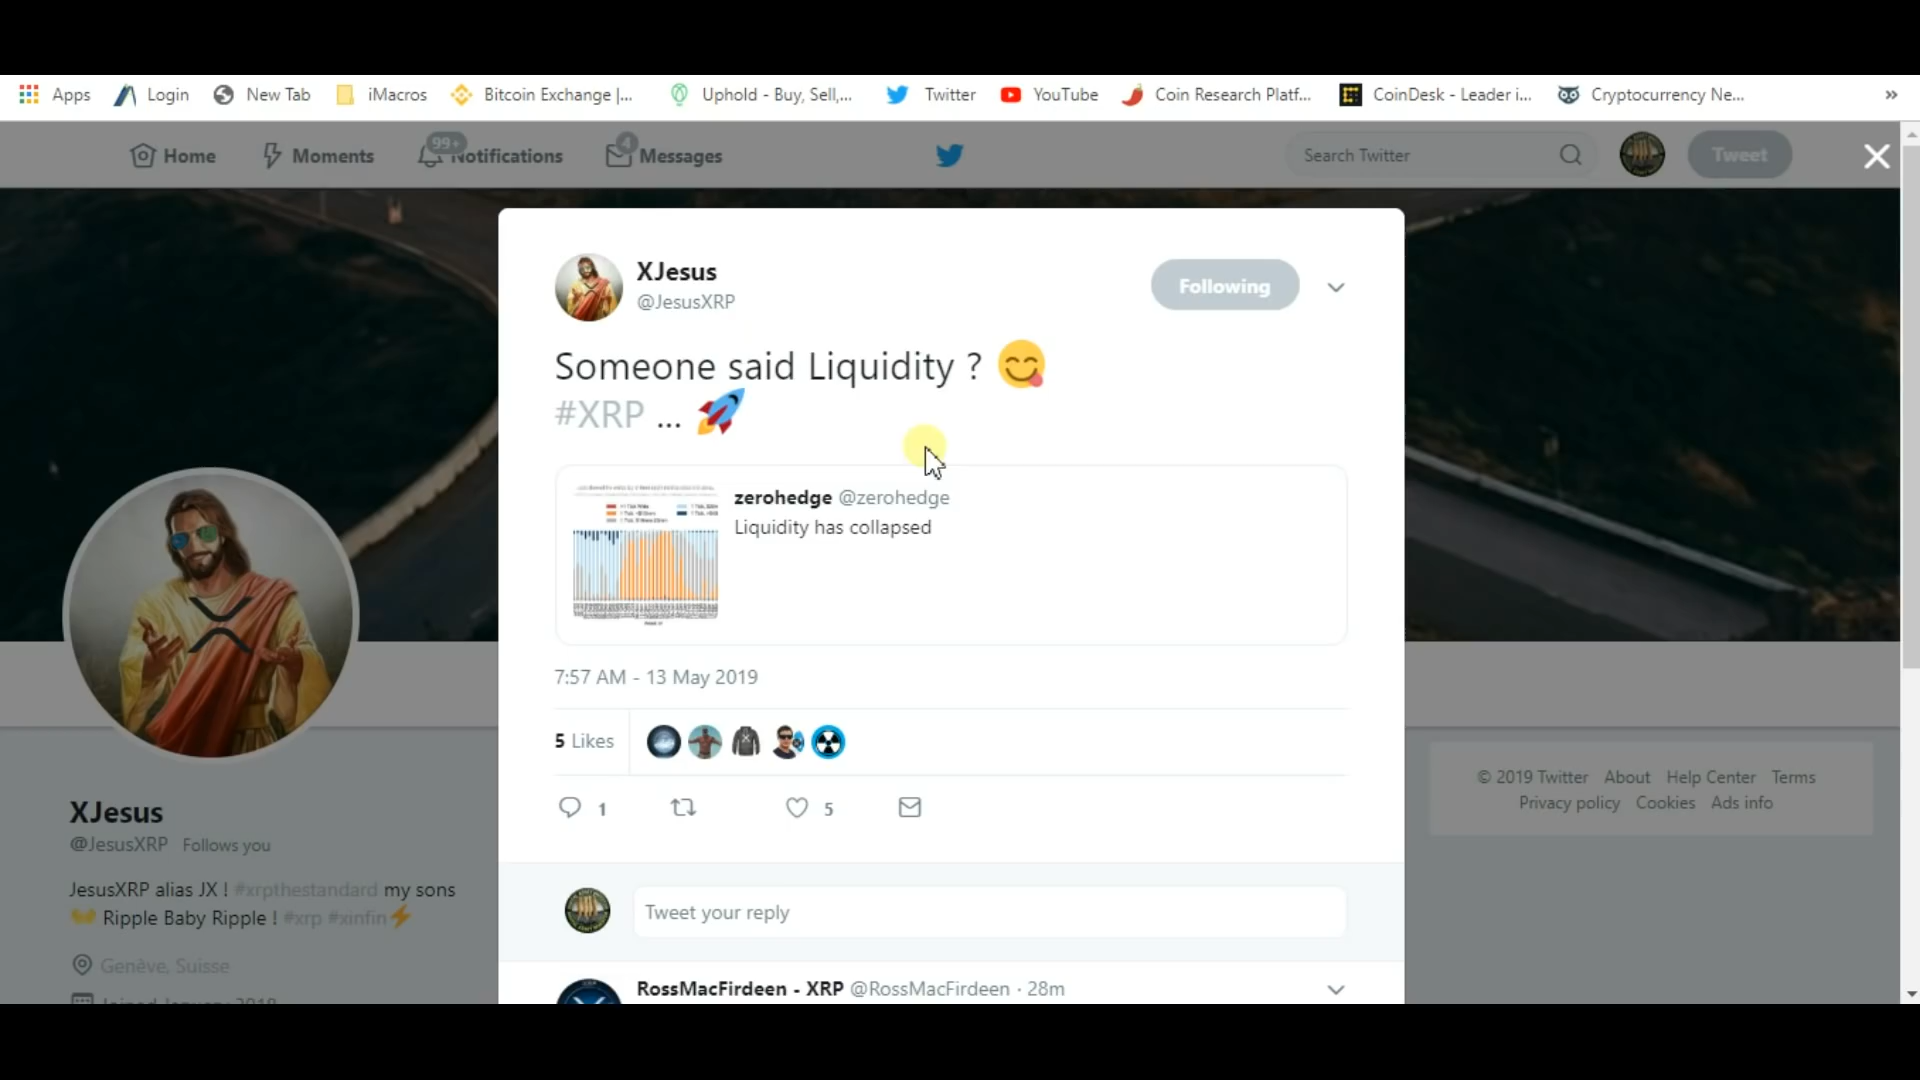 Apps Login New Tab iMacros Bitcoin Exchange |... Uphold - Buy, Sell,... Twitter YouTube Coin Research Platf... CoinDesk - Leader i... Cryptocurrency Ne... »
Home Moments 99+ Notifications 4 Messages Search Twitter Tweet
XJesus
@JesusXRP
Following
Someone said Liquidity ? 😋
#XRP ... 🚀
zerohedge @zerohedge
Liquidity has collapsed
7:57 AM - 13 May 2019
5 Likes
1 5
Tweet your reply
RossMacFirdeen - XRP @RossMacFirdeen · 28m
XJesus
@JesusXRP Follows you
JesusXRP alias JX ! #xrpthestandard my sons
Ripple Baby Ripple ! #xrp #xinfin⚡
Genève, Suisse
Joined January 2018
© 2019 Twitter About Help Center Terms
Privacy policy Cookies Ads info